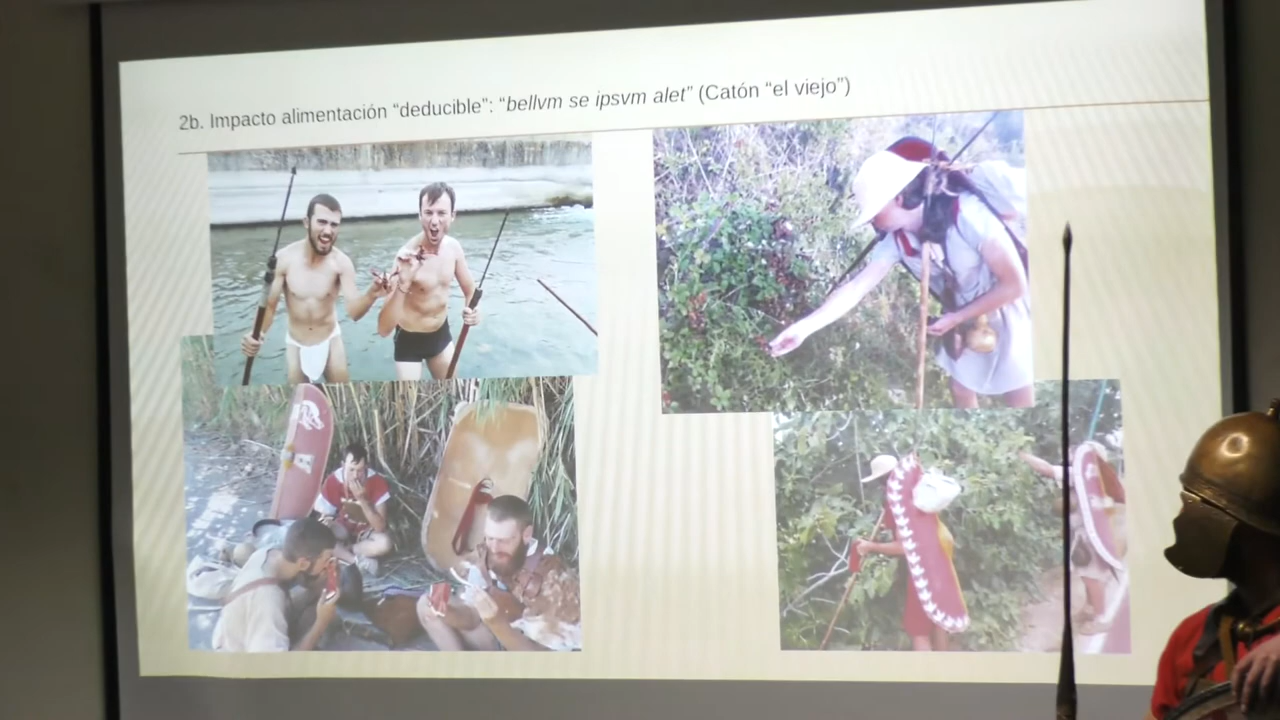 2b. Impacto alimentación “deducible”: “bellvm se ipsvm alet” (Catón “el viejo”)